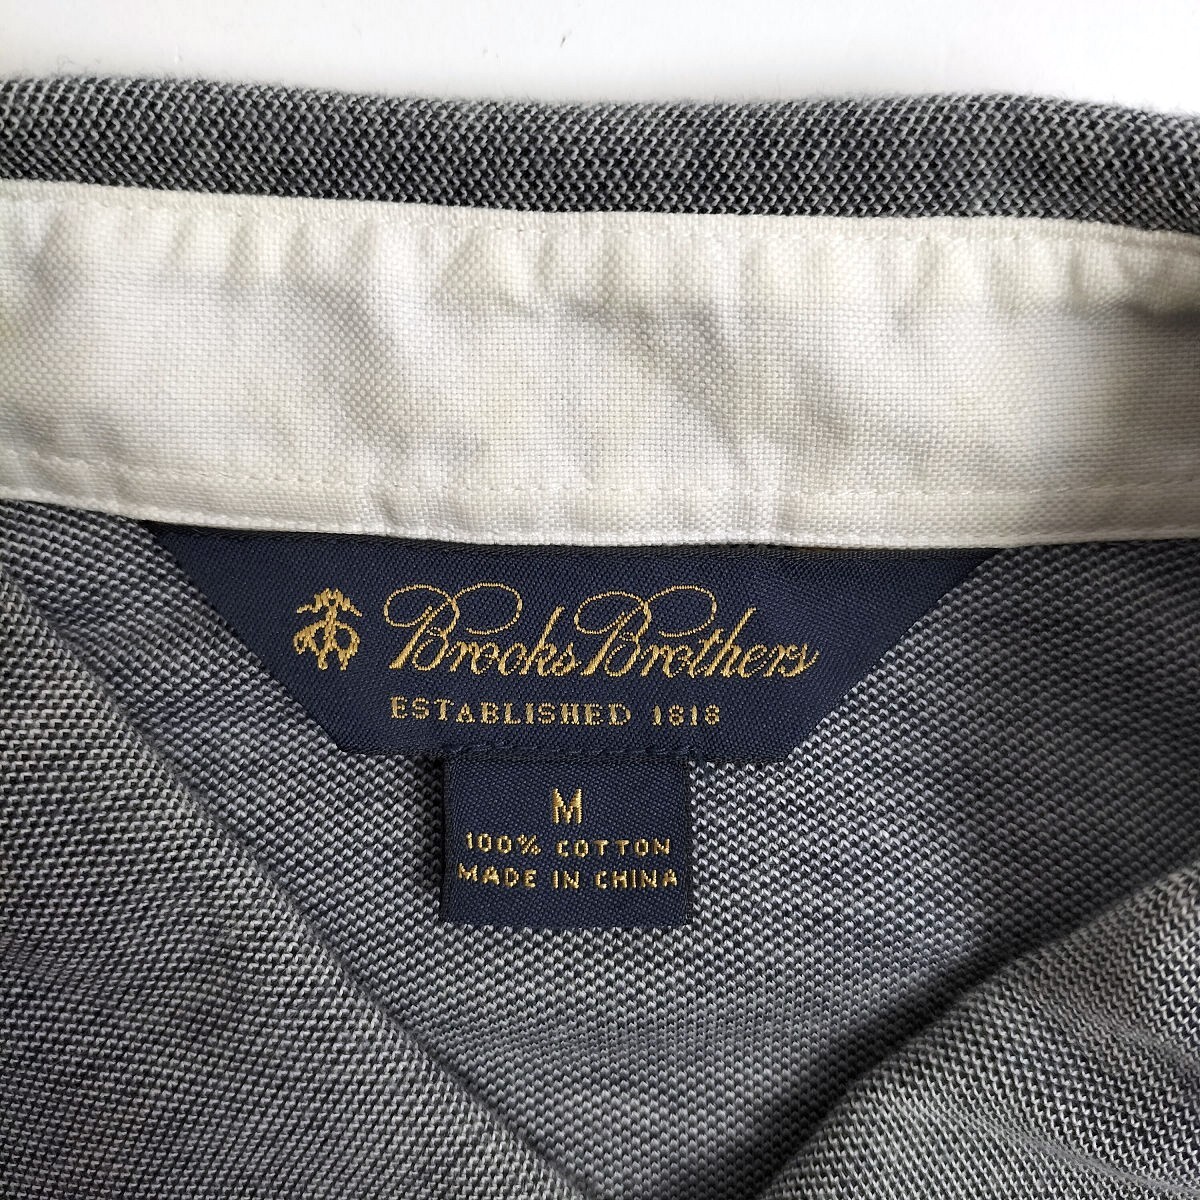 Brooks Brothers
ESTABLISHED 1818
M
100% COTTON
MADE IN CHINA